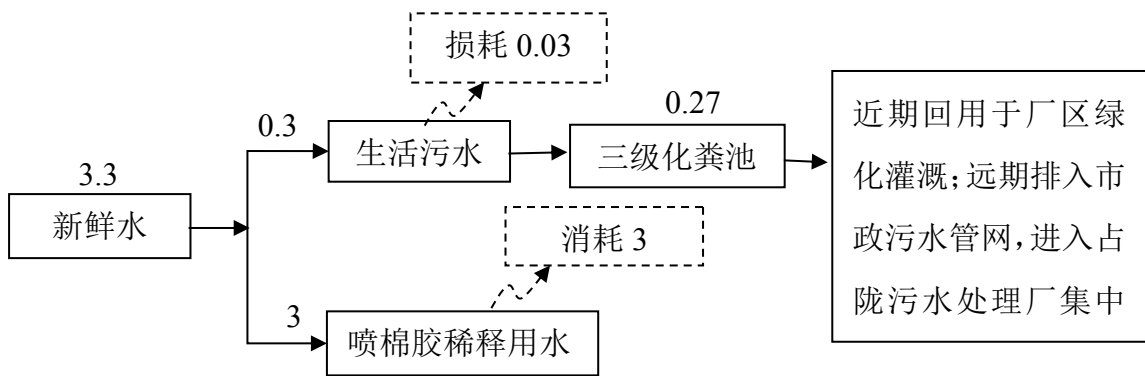 损耗 0.03
0.3
生活污水
0.27
三级化粪池
近期回用于厂区绿
化灌溉;远期排入市
政污水管网,进入占
陇污水处理厂集中
3.3
新鲜水
消耗 3
3
喷棉胶稀释用水